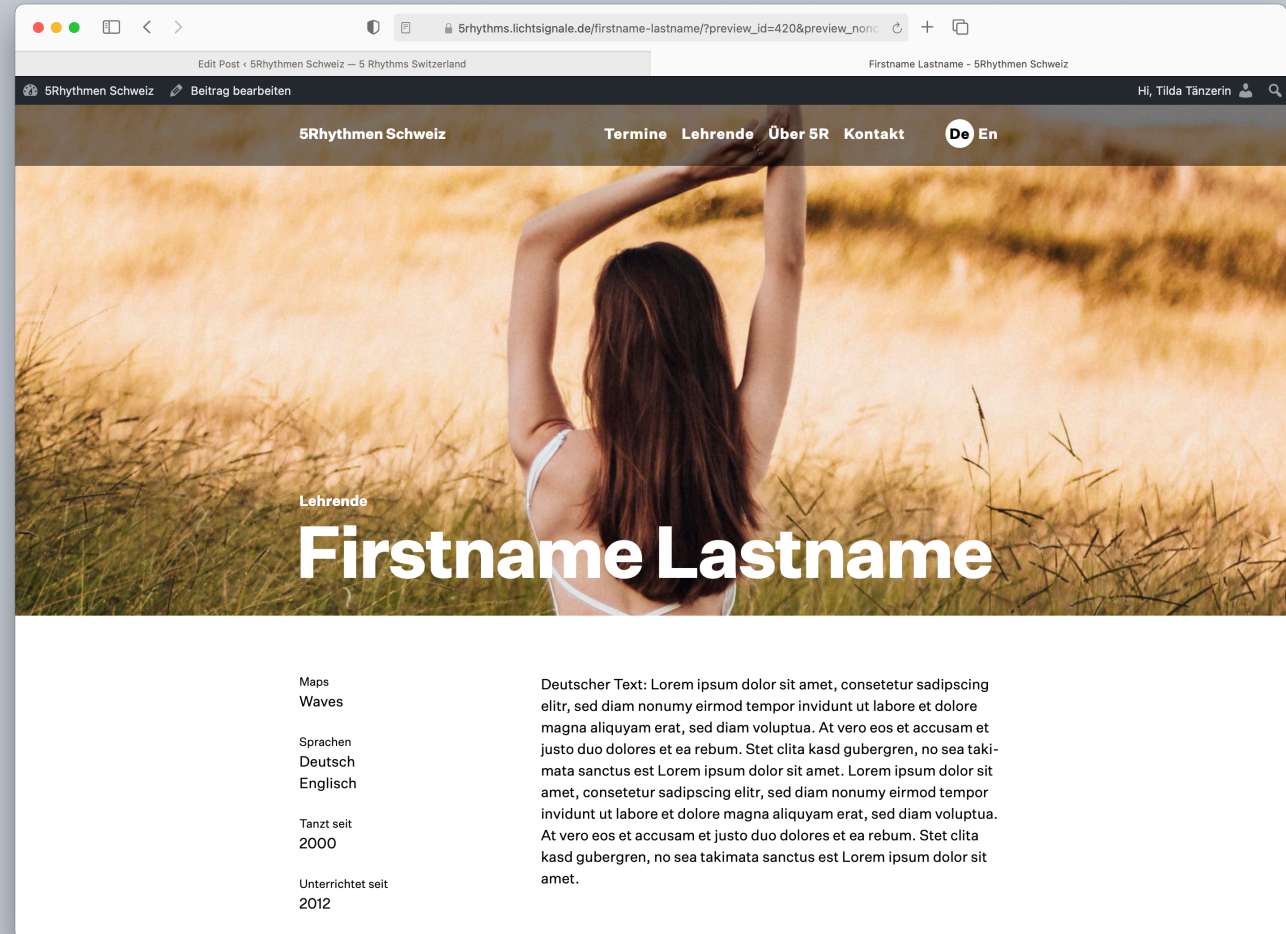 5rhythms.lichtsignale.de/firstname-lastname/?preview_id=420&preview_nonc
Edit Post ‹ 5Rhythmen Schweiz — 5 Rhythms Switzerland
Firstname Lastname - 5Rhythmen Schweiz
5Rhythmen Schweiz Beitrag bearbeiten Hi, Tilda Tänzerin
5Rhythmen Schweiz Termine Lehrende Über 5R Kontakt De En
Lehrende
Firstname Lastname
Maps
Waves
Sprachen
Deutsch
Englisch
Tanzt seit
2000
Unterrichtet seit
2012
Deutscher Text: Lorem ipsum dolor sit amet, consetetur sadipscing
elitr, sed diam nonumy eirmod tempor invidunt ut labore et dolore
magna aliquyam erat, sed diam voluptua. At vero eos et accusam et
justo duo dolores et ea rebum. Stet clita kasd gubergren, no sea taki-
mata sanctus est Lorem ipsum dolor sit amet. Lorem ipsum dolor sit
amet, consetetur sadipscing elitr, sed diam nonumy eirmod tempor
invidunt ut labore et dolore magna aliquyam erat, sed diam voluptua.
At vero eos et accusam et justo duo dolores et ea rebum. Stet clita
kasd gubergren, no sea takimata sanctus est Lorem ipsum dolor sit
amet.